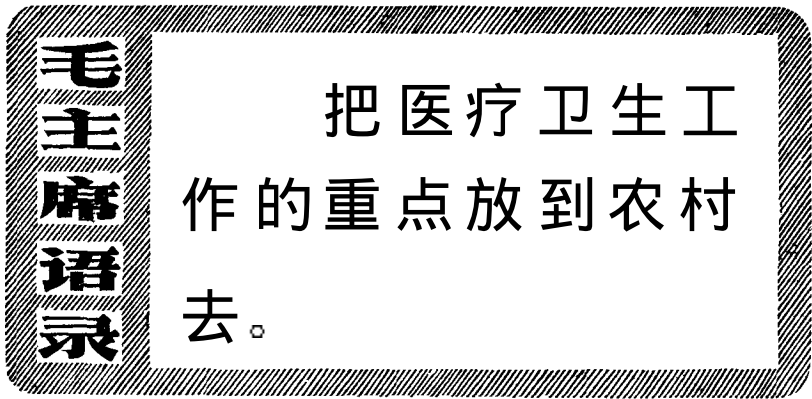 毛主席语录
把医疗卫生工
作的重点放到农村
去。